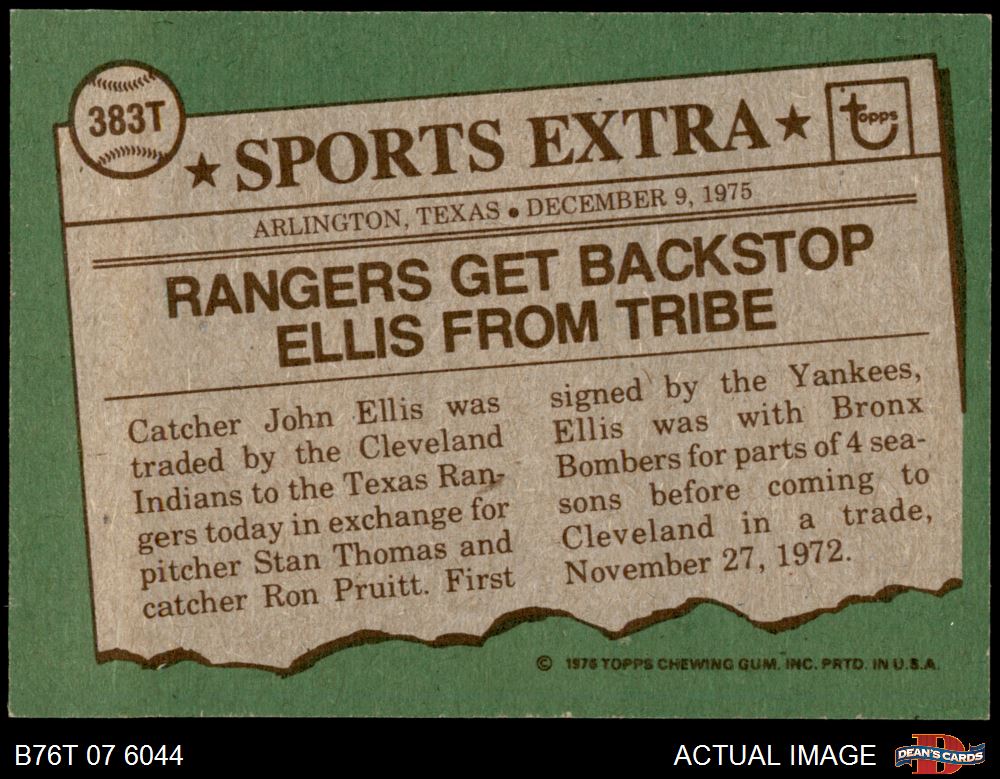 383T
★ SPORTS EXTRA ★
topps
ARLINGTON, TEXAS • DECEMBER 9, 1975
RANGERS GET BACKSTOP
ELLIS FROM TRIBE
Catcher John Ellis was
traded by the Cleveland
Indians to the Texas Ran-
gers today in exchange for
pitcher Stan Thomas and
catcher Ron Pruitt. First
signed by the Yankees,
Ellis was with Bronx
Bombers for parts of 4 sea-
sons before coming to
Cleveland in a trade,
November 27, 1972.
© 1976 TOPPS CHEWING GUM, INC. PRTD. IN U.S.A.
B76T 07 6044
ACTUAL IMAGE
DEAN'S CARDS